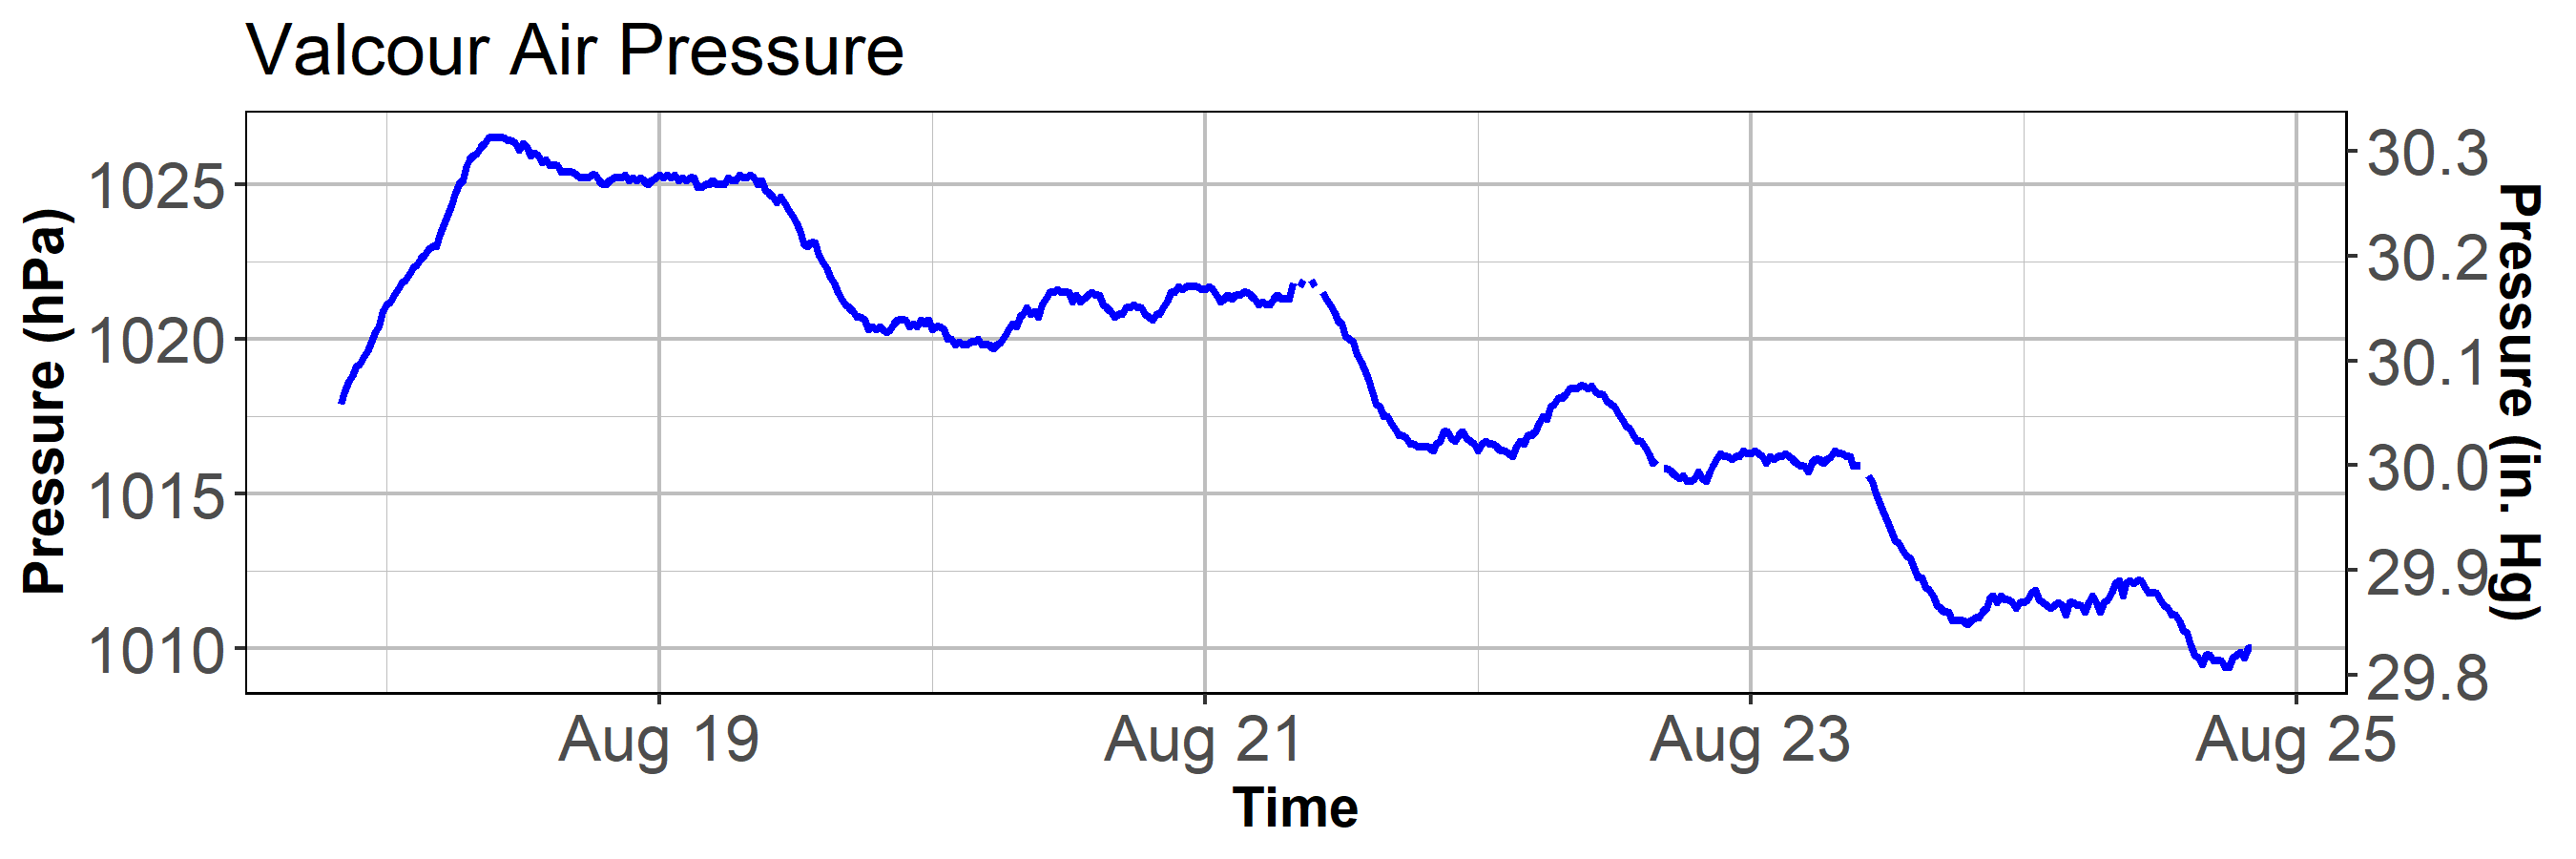 Valcour Air Pressure
Pressure (hPa)
1025
1020
1015
1010
30.3
30.2
30.1
30.0
29.9
29.8
Pressure (in. Hg)
Aug 19 Aug 21 Aug 23 Aug 25
Time